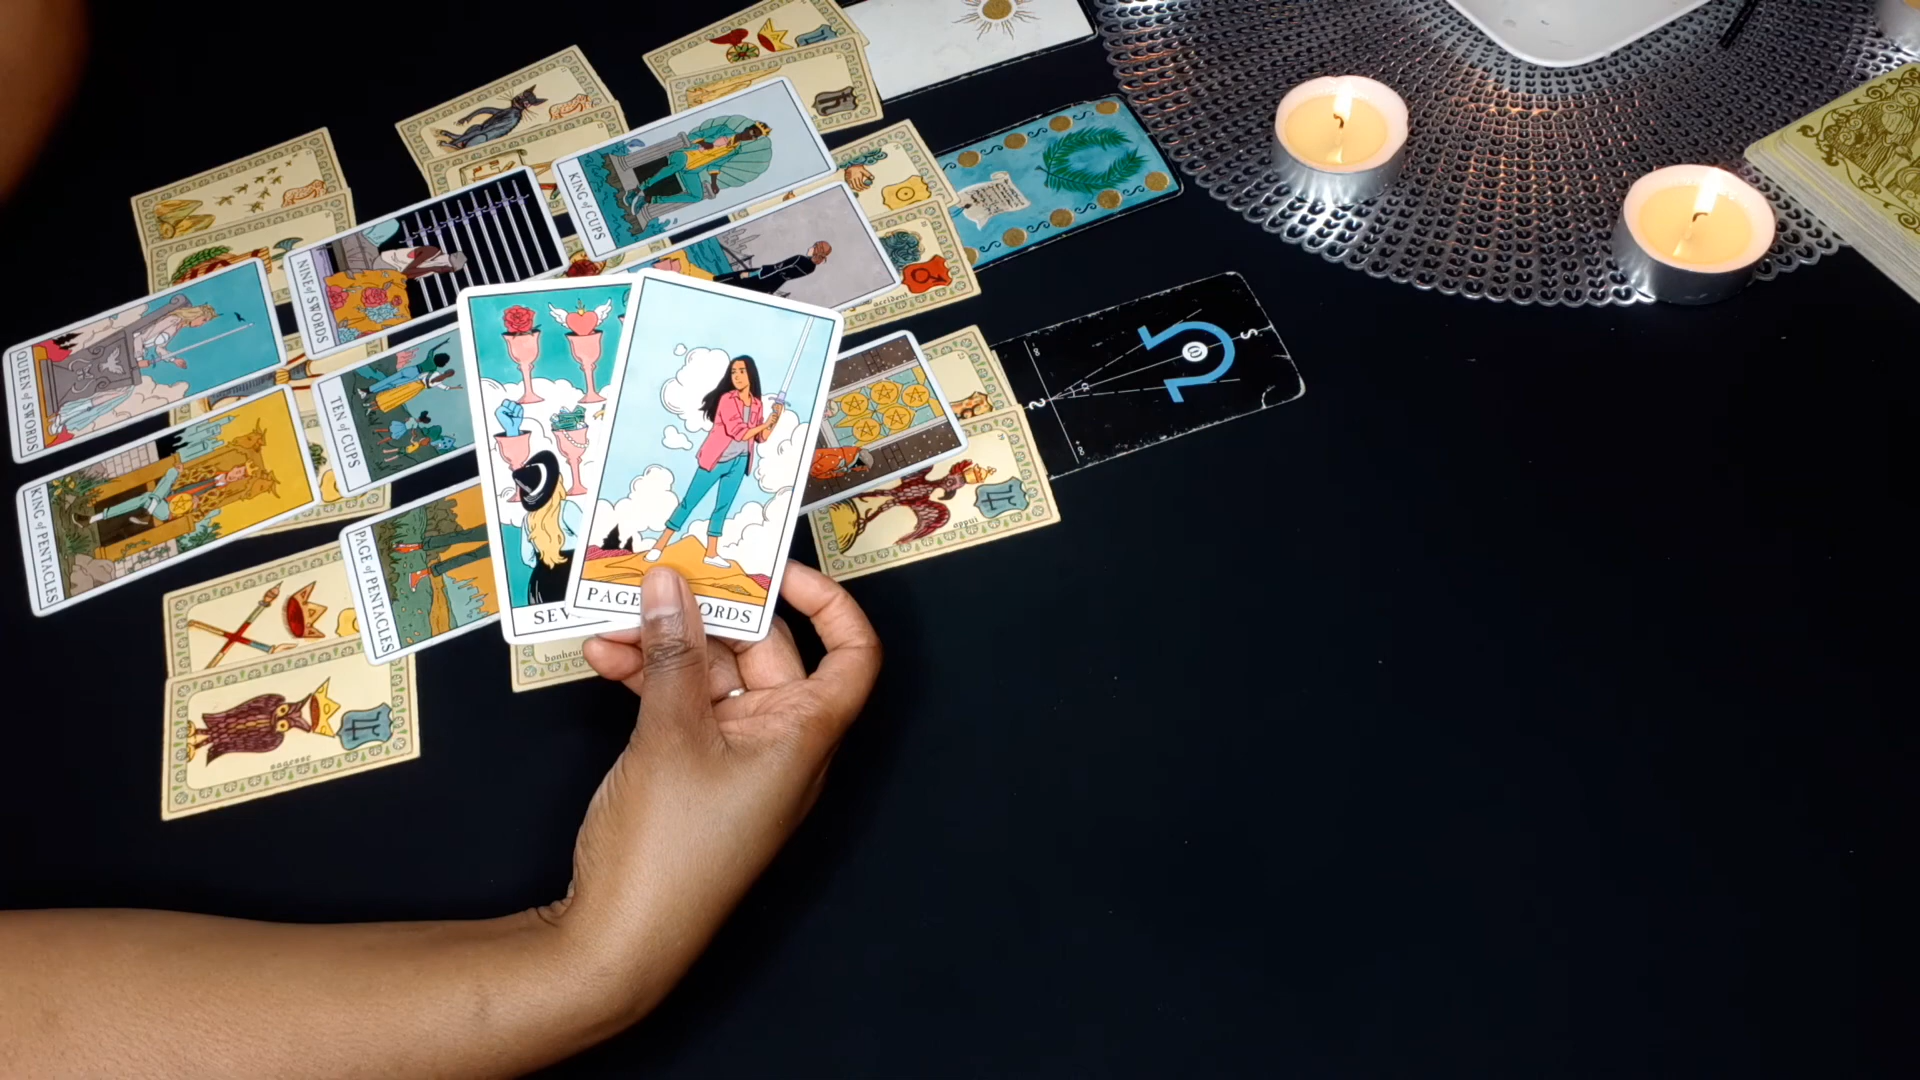 KING of CUPS
NINE of SWORDS
QUEEN of SWORDS
TEN of CUPS
KING of PENTACLES
PAGE of PENTACLES
SEV
PAGE ORDS
accident
appui
bonheur
sagesse